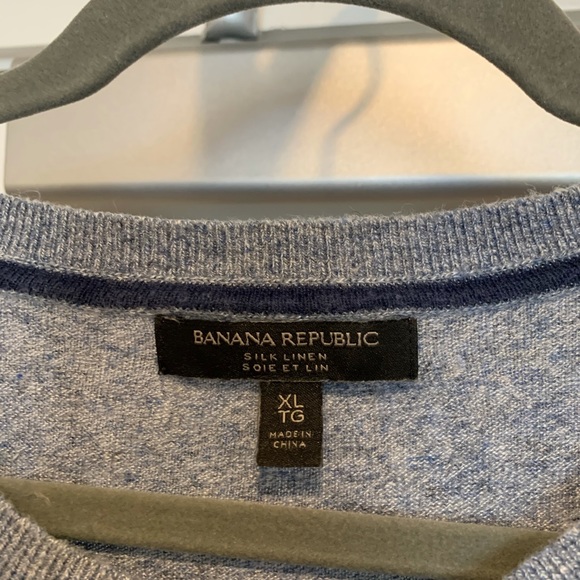 BANANA REPUBLIC
SILK LINEN
SOIE ET LIN
XL
TG
MADE IN
CHINA